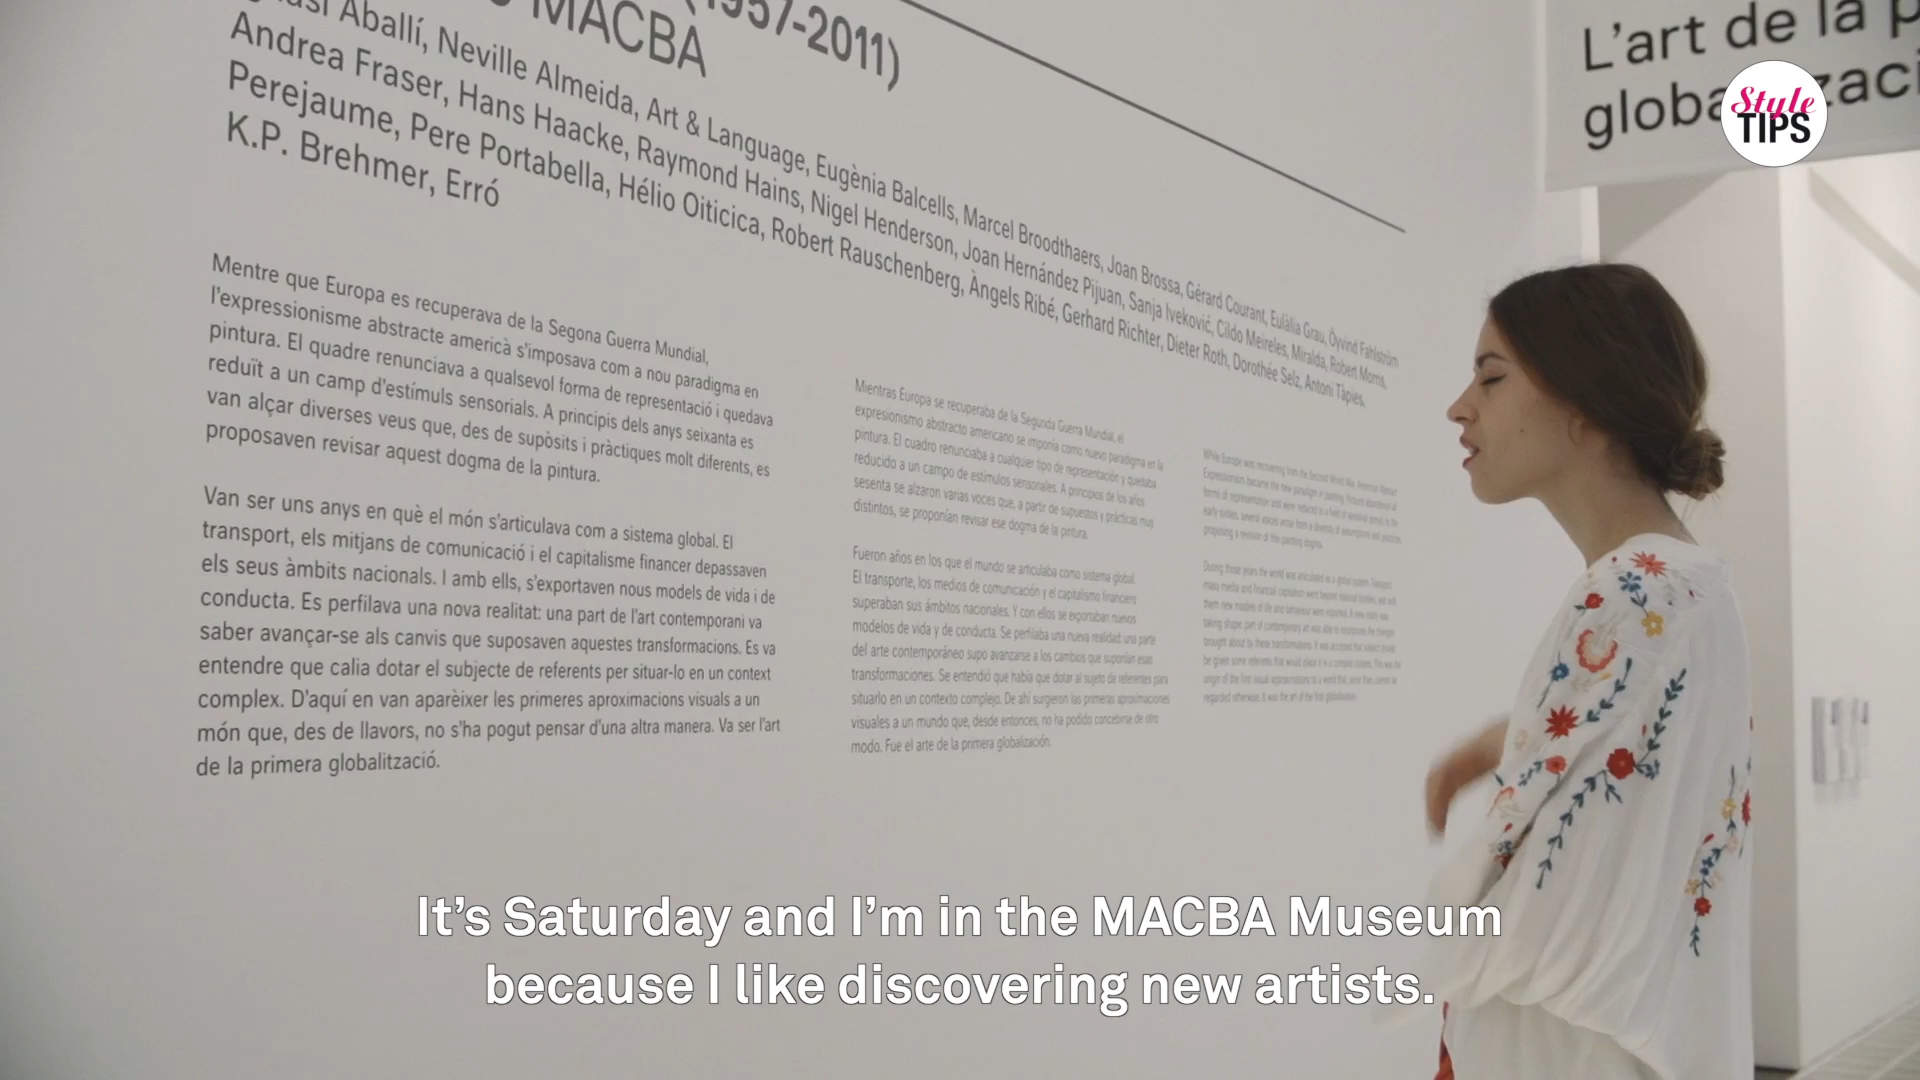 (1957-2011)
MACBA
Aballí, Neville Almeida, Art & Language, Eugènia Balcells, Marcel Broodthaers, Joan Brossa, Gérard Courant, Eulàlia Grau, Öyvind Fahlström
Andrea Fraser, Hans Haacke, Raymond Hains, Nigel Henderson, Joan Hernández Pijuan, Sanja Iveković, Cildo Meireles, Miralda, Robert Morris,
Perejaume, Pere Portabella, Hélio Oiticica, Robert Rauschenberg, Àngels Ribé, Gerhard Richter, Dieter Roth, Dorothée Selz, Antoni Tàpies,
K.P. Brehmer, Erró
Mentre que Europa es recuperava de la Segona Guerra Mundial,
l'expressionisme abstracte americà s'imposava com a nou paradigma en
pintura. El quadre renunciava a qualsevol forma de representació i quedava
reduït a un camp d'estímuls sensorials. A principis dels anys seixanta es
van alçar diverses veus que, des de supòsits i pràctiques molt diferents, es
proposaven revisar aquest dogma de la pintura.
Van ser uns anys en què el món s'articulava com a sistema global. El
transport, els mitjans de comunicació i el capitalisme financer depassaven
els seus àmbits nacionals. I amb ells, s'exportaven nous models de vida i de
conducta. Es perfilava una nova realitat: una part de l'art contemporani va
saber avançar-se als canvis que suposaven aquestes transformacions. Es va
entendre que calia dotar el subjecte de referents per situar-lo en un context
complex. D'aquí en van aparèixer les primeres aproximacions visuals a un
món que, des de llavors, no s'ha pogut pensar d'una altra manera. Va ser l'art
de la primera globalització.
Mientras Europa se recuperaba de la Segunda Guerra Mundial, el
expresionismo abstracto americano se imponía como nuevo paradigma en la
pintura. El cuadro renunciaba a cualquier tipo de representación y quedaba
reducido a un campo de estímulos sensoriales. A principios de los años
sesenta se alzaron varias voces que, a partir de supuestos y prácticas muy
distintos, se proponían revisar ese dogma de la pintura.
Fueron años en los que el mundo se articulaba como sistema global.
El transporte, los medios de comunicación y el capitalismo financiero
superaban sus ámbitos nacionales. Y con ellos se exportaban nuevos
modelos de vida y de conducta. Se perfilaba una nueva realidad: una parte
del arte contemporáneo supo avanzarse a los cambios que suponían esas
transformaciones. Se entendió que había que dotar al sujeto de referentes para
situarlo en un contexto complejo. De ahí surgieron las primeras aproximaciones
visuales a un mundo que, desde entonces, no ha podido concebirse de otro
modo. Fue el arte de la primera globalización.
While Europe was recovering from the Second World War, American Abstract
Expressionism became the new paradigm in painting.
L'art de la
Style
TIPS
It's Saturday and I'm in the MACBA Museum
because I like discovering new artists.